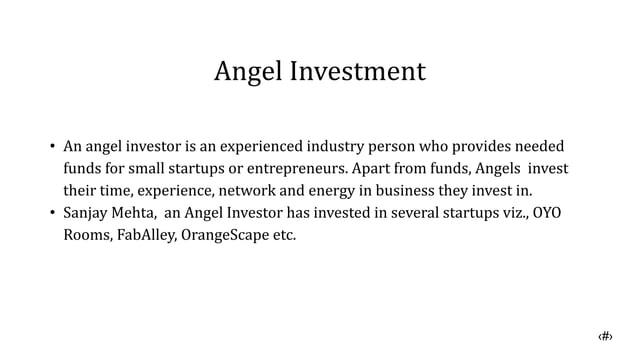 Angel Investment
• An angel investor is an experienced industry person who provides needed
funds for small startups or entrepreneurs. Apart from funds, Angels  invest
their time, experience, network and energy in business they invest in.
• Sanjay Mehta,  an Angel Investor has invested in several startups viz., OYO
Rooms, FabAlley, OrangeScape etc.
‹#›